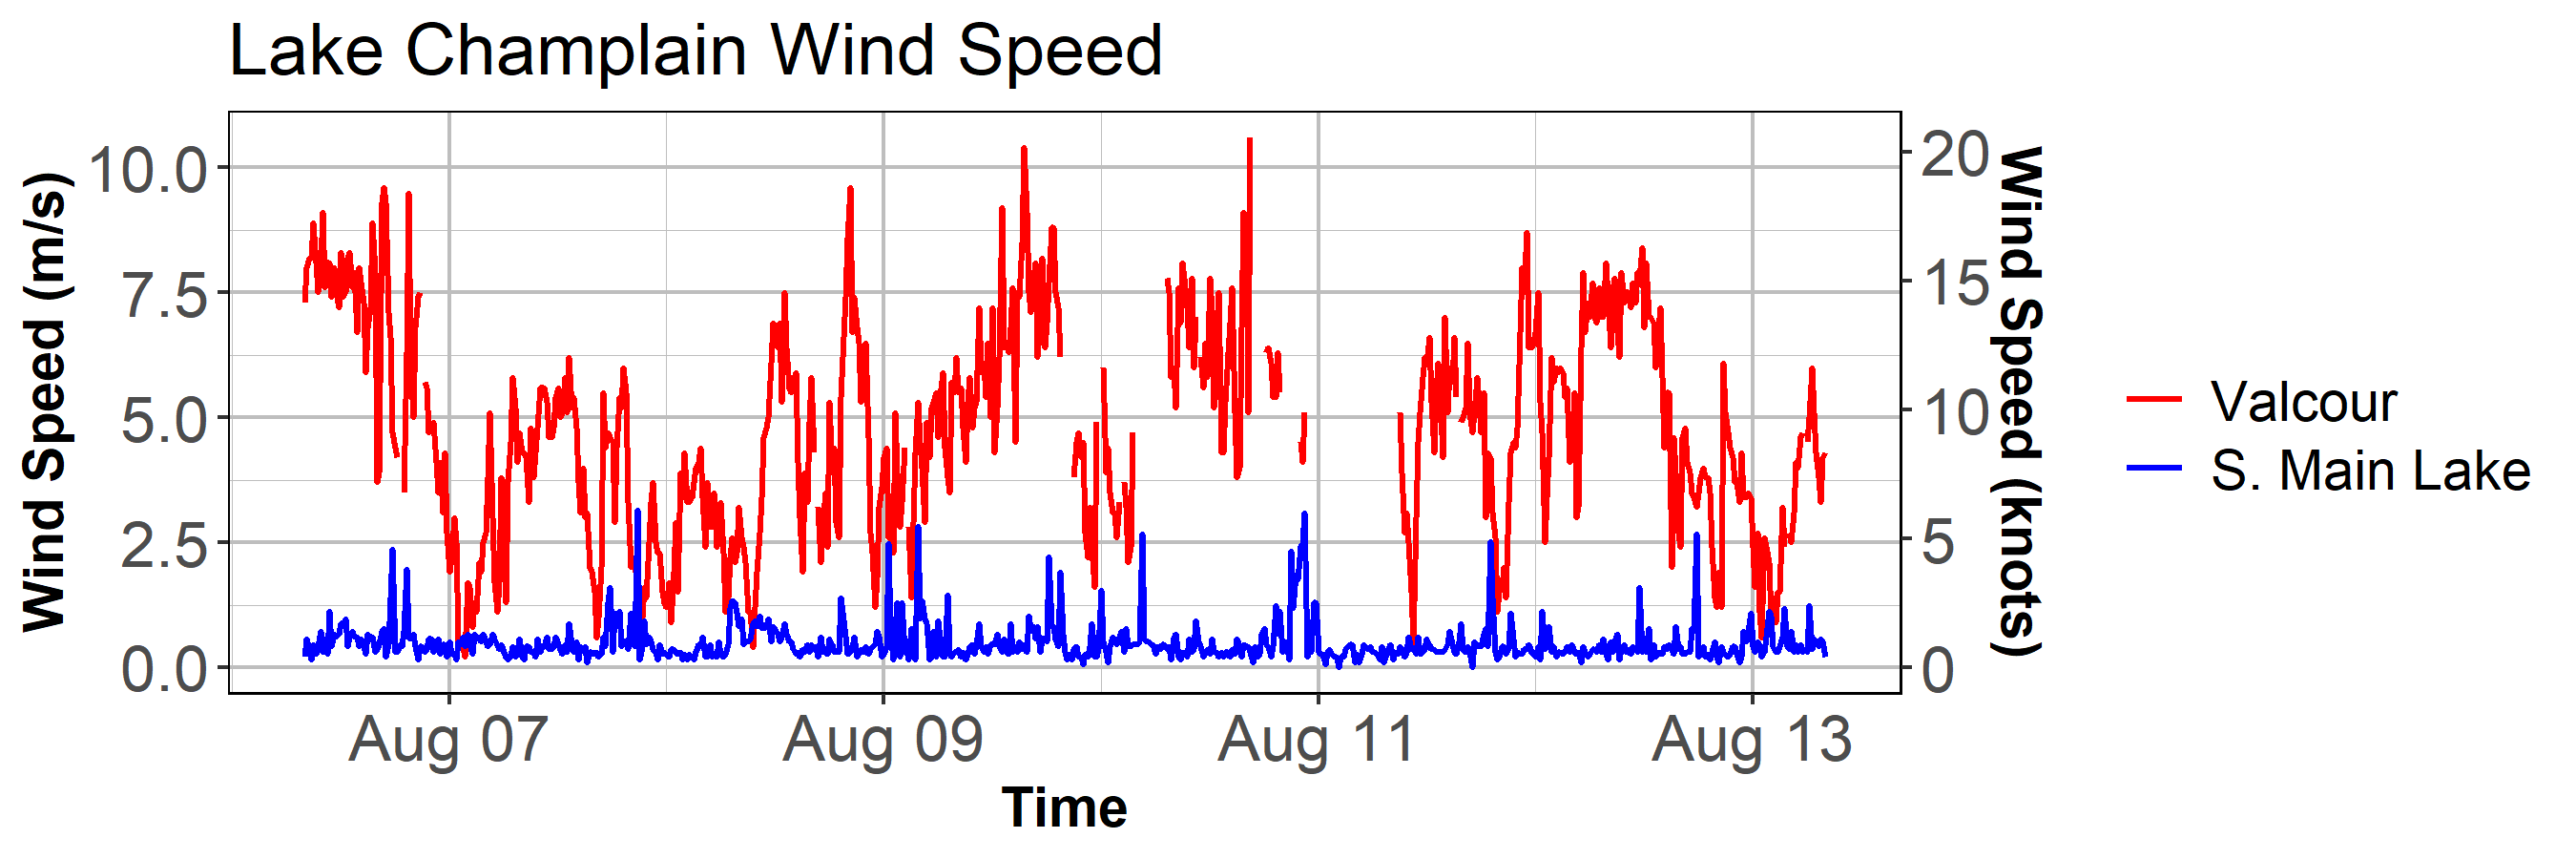 Lake Champlain Wind Speed
Wind Speed (m/s)
10.0
7.5
5.0
2.5
0.0
20
15
10
5
0
Wind Speed (knots)
Aug 07
Aug 09
Aug 11
Aug 13
Time
Valcour
S. Main Lake